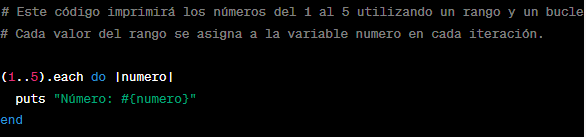 # Este código imprimirá los números del 1 al 5 utilizando un rango y un bucle
# Cada valor del rango se asigna a la variable numero en cada iteración.
(1..5).each do |numero|
  puts "Número: #{numero}"
end